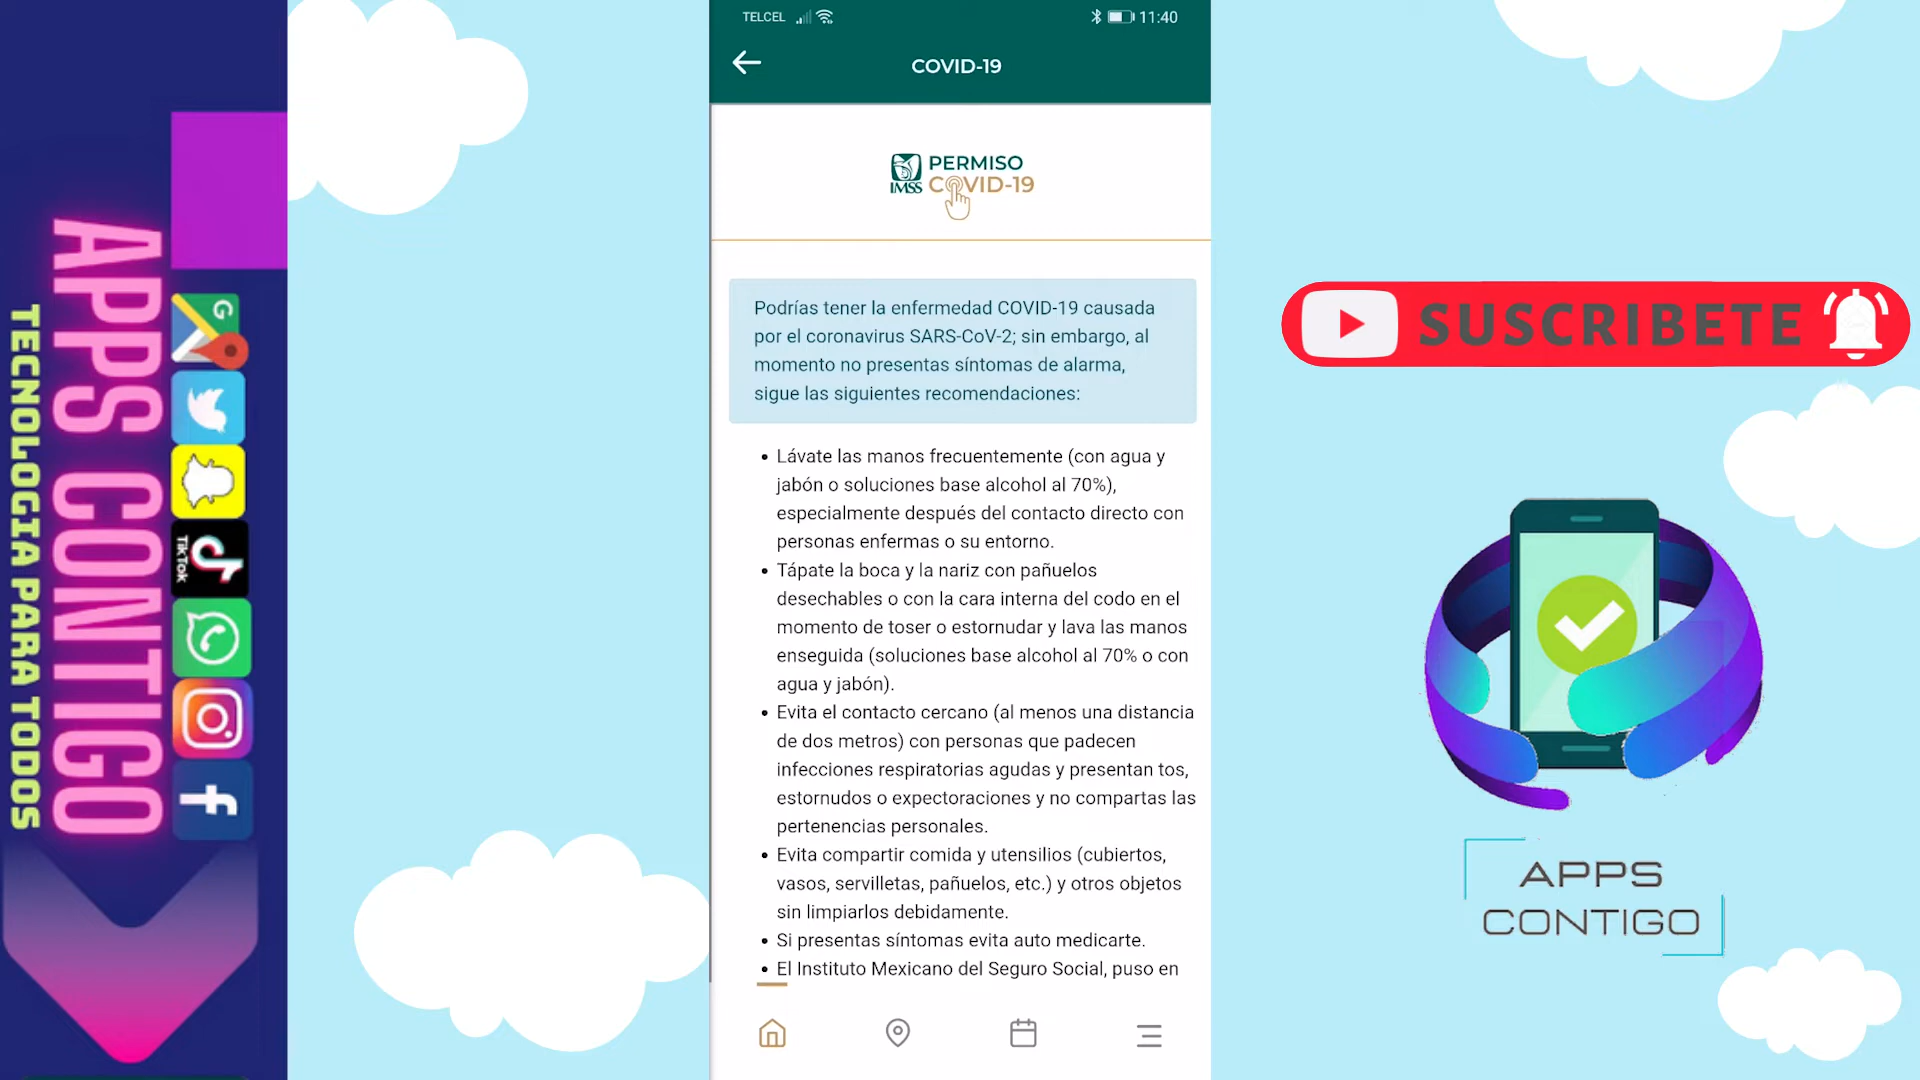 TECNOLOGIA PARA TODOS
APPS CONTIGO
G
TikTok
TELCEL
11:40
COVID-19
IMSS
PERMISO
COVID-19
Podrías tener la enfermedad COVID-19 causada
por el coronavirus SARS-CoV-2; sin embargo, al
momento no presentas síntomas de alarma,
sigue las siguientes recomendaciones:
• Lávate las manos frecuentemente (con agua y
jabón o soluciones base alcohol al 70%),
especialmente después del contacto directo con
personas enfermas o su entorno.
• Tápate la boca y la nariz con pañuelos
desechables o con la cara interna del codo en el
momento de toser o estornudar y lava las manos
enseguida (soluciones base alcohol al 70% o con
agua y jabón).
• Evita el contacto cercano (al menos una distancia
de dos metros) con personas que padecen
infecciones respiratorias agudas y presentan tos,
estornudos o expectoraciones y no compartas las
pertenencias personales.
• Evita compartir comida y utensilios (cubiertos,
vasos, servilletas, pañuelos, etc.) y otros objetos
sin limpiarlos debidamente.
• Si presentas síntomas evita auto medicarte.
• El Instituto Mexicano del Seguro Social, puso en
SUSCRIBETE
APPS
CONTIGO